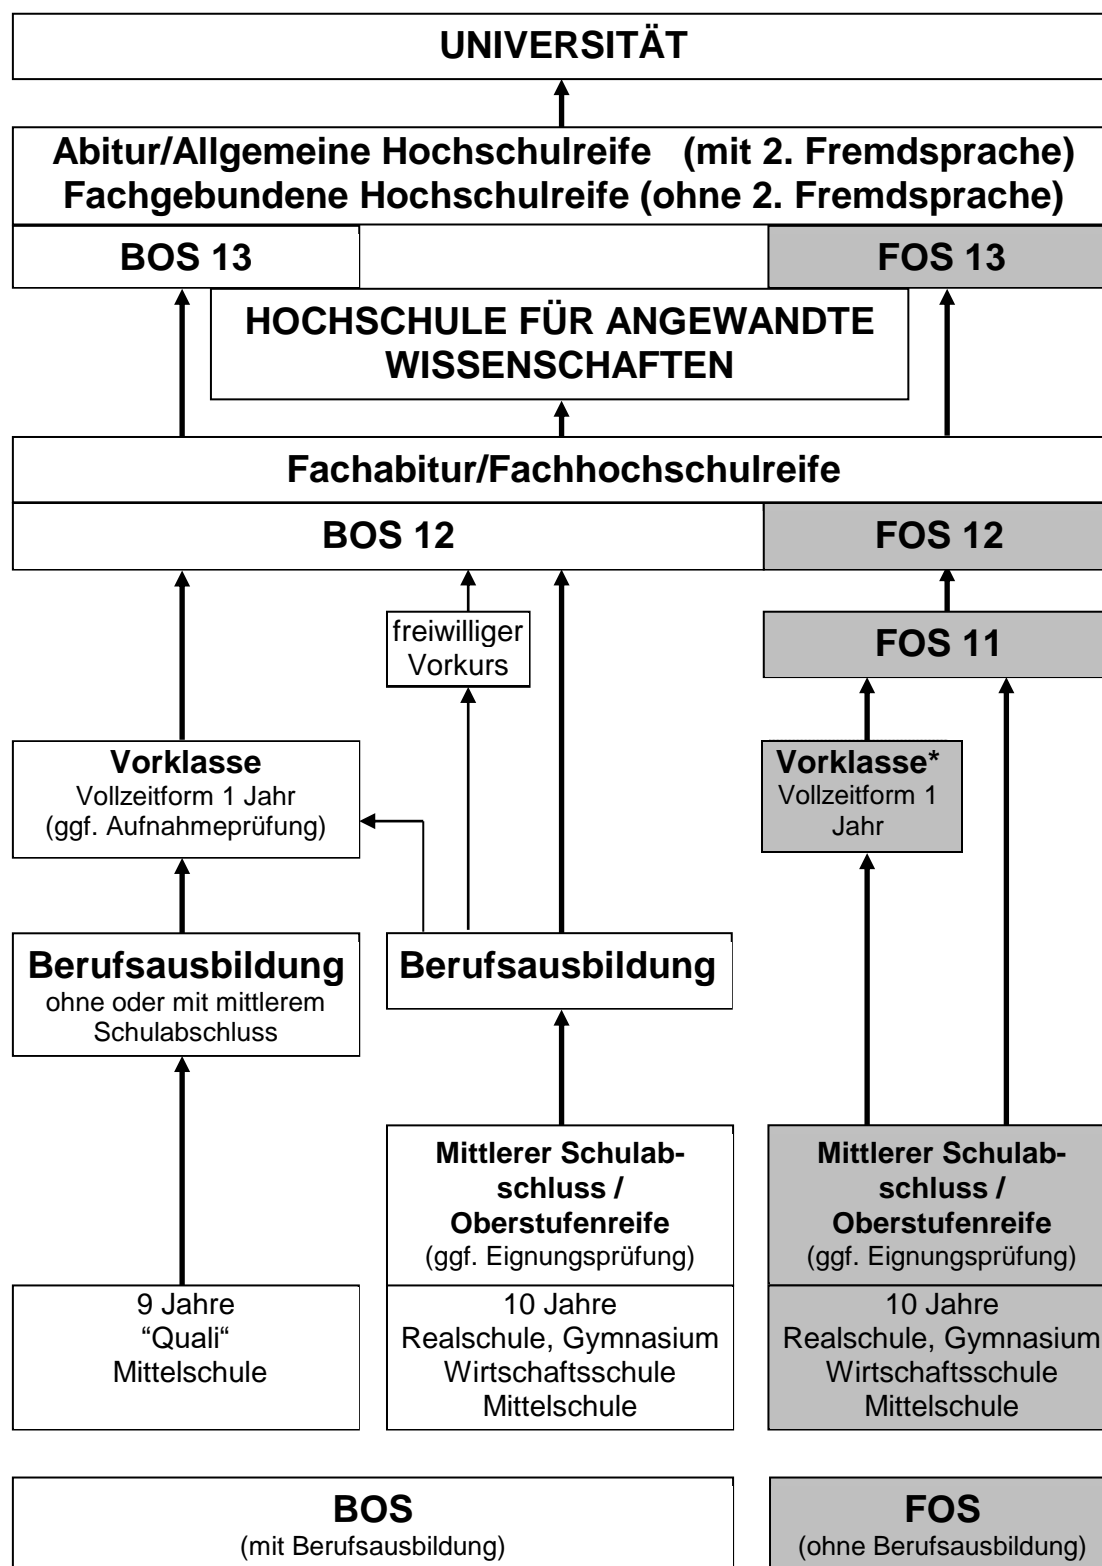 UNIVERSITÄT
Abitur/Allgemeine Hochschulreife (mit 2. Fremdsprache)
Fachgebundene Hochschulreife (ohne 2. Fremdsprache)
BOS 13
FOS 13
HOCHSCHULE FÜR ANGEWANDTE
WISSENSCHAFTEN
Fachabitur/Fachhochschulreife
BOS 12
FOS 12
freiwilliger
Vorkurs
FOS 11
Vorklasse
Vollzeitform 1 Jahr
(ggf. Aufnahmeprüfung)
Vorklasse*
Vollzeitform 1
Jahr
Berufsausbildung
ohne oder mit mittlerem
Schulabschluss
Berufsausbildung
Mittlerer Schulab-
schluss /
Oberstufenreife
(ggf. Eignungsprüfung)
Mittlerer Schulab-
schluss /
Oberstufenreife
(ggf. Eignungsprüfung)
9 Jahre
“Quali“
Mittelschule
10 Jahre
Realschule, Gymnasium
Wirtschaftsschule
Mittelschule
10 Jahre
Realschule, Gymnasium
Wirtschaftsschule
Mittelschule
BOS
(mit Berufsausbildung)
FOS
(ohne Berufsausbildung)